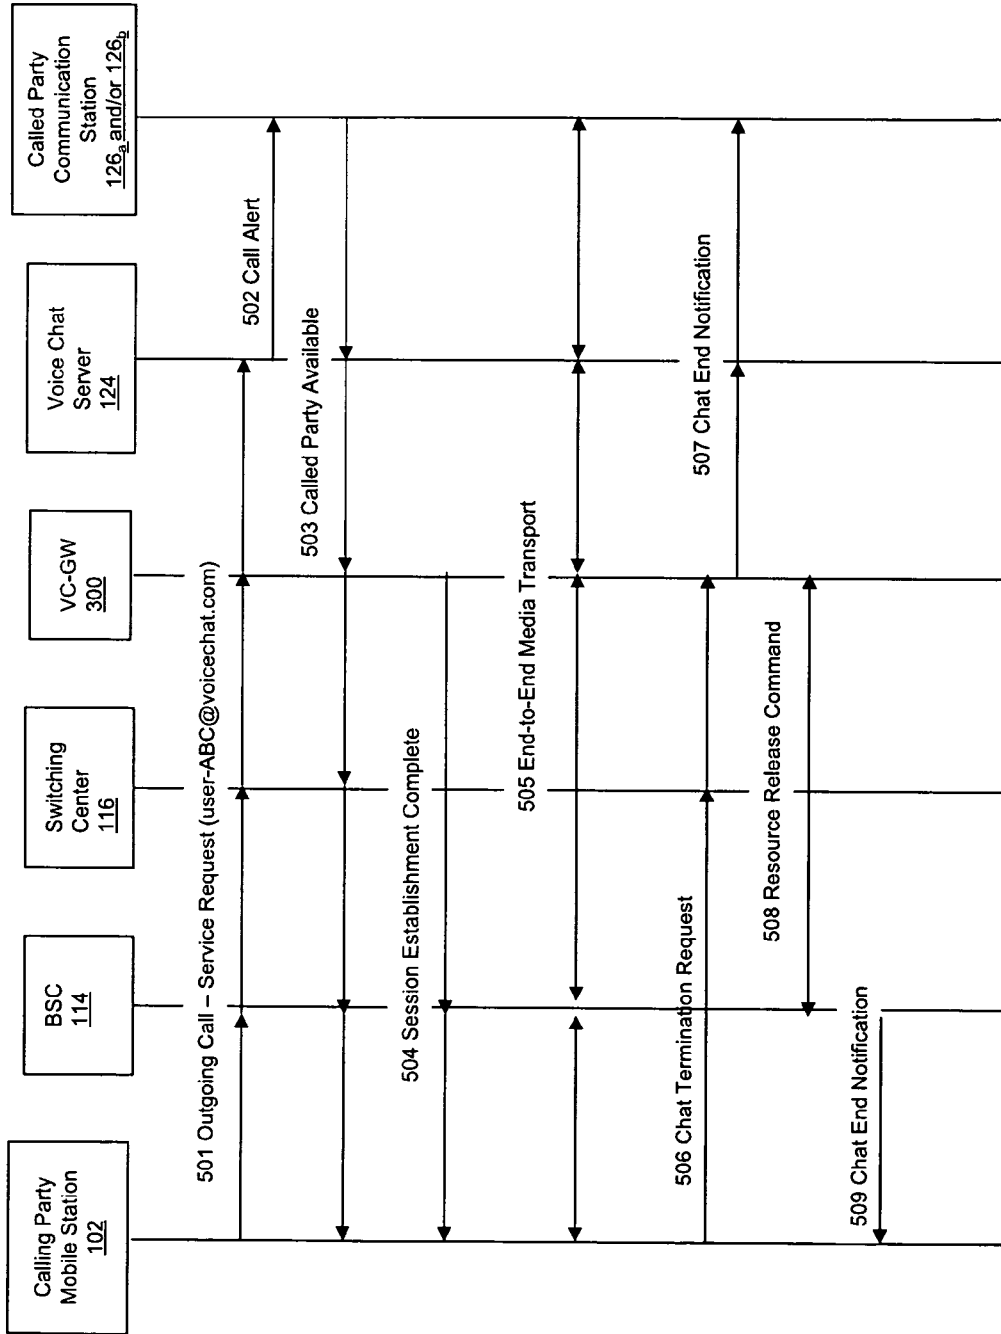 Calling Party
Mobile Station
102
BSC
114
Switching
Center
116
VC-GW
300
Voice Chat
Server
124
Called Party
Communication
Station
126a and/or 126b
501 Outgoing Call – Service Request (user-ABC@voicechat.com)
502 Call Alert
503 Called Party Available
504 Session Establishment Complete
505 End-to-End Media Transport
506 Chat Termination Request
507 Chat End Notification
508 Resource Release Command
509 Chat End Notification